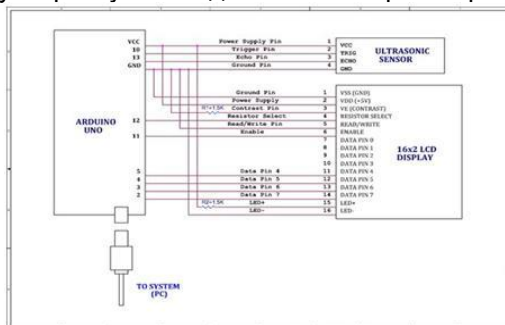 VCC
10
13
GND
ARDUINO
UNO
12
11
5
4
3
2
Power Supply Pin
Trigger Pin
Echo Pin
Ground Pin
1
2
3
4
VCC
TRIG
ECHO
GND
ULTRASONIC
SENSOR
Ground Pin
Power Supply
Contrast Pin
R1=1.5K
Resistor Select
Read/Write Pin
Enable
Data Pin 4
Data Pin 5
Data Pin 6
Data Pin 7
R2=1.5K
LED+
LED-
1
2
3
4
5
6
7
8
9
10
11
12
13
14
15
16
VSS (GND)
VDD (+5V)
VE (CONTRAST)
RESISTOR SELECT
READ/WRITE
ENABLE
DATA PIN 0
DATA PIN 1
DATA PIN 2
DATA PIN 3
DATA PIN 4
DATA PIN 5
DATA PIN 6
DATA PIN 7
LED+
LED-
16x2 LCD
DISPLAY
TO SYSTEM
(PC)